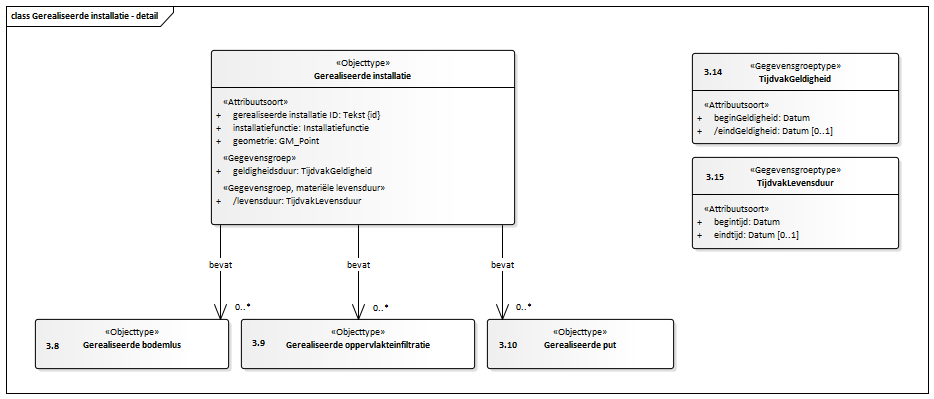 class Gerealiseerde installatie - detail
«Objecttype»
Gerealiseerde installatie
«Attribuutsoort»
+ gerealiseerde installatie ID: Tekst {id}
+ installatiefunctie: Installatiefunctie
+ geometrie: GM_Point
«Gegevensgroep»
+ geldigheidsduur: TijdvakGeldigheid
«Gegevensgroep, materiële levensduur»
+ /levensduur: TijdvakLevensduur
3.14
«Gegevensgroeptype»
TijdvakGeldigheid
«Attribuutsoort»
+ beginGeldigheid: Datum
+ /eindGeldigheid: Datum [0..1]
3.15
«Gegevensgroeptype»
TijdvakLevensduur
«Attribuutsoort»
+ begintijd: Datum
+ eindtijd: Datum [0..1]
bevat
bevat
bevat
0..*
0..*
0..*
«Objecttype»
3.8 Gerealiseerde bodemlus
«Objecttype»
3.9 Gerealiseerde oppervlakteinfiltratie
«Objecttype»
3.10 Gerealiseerde put